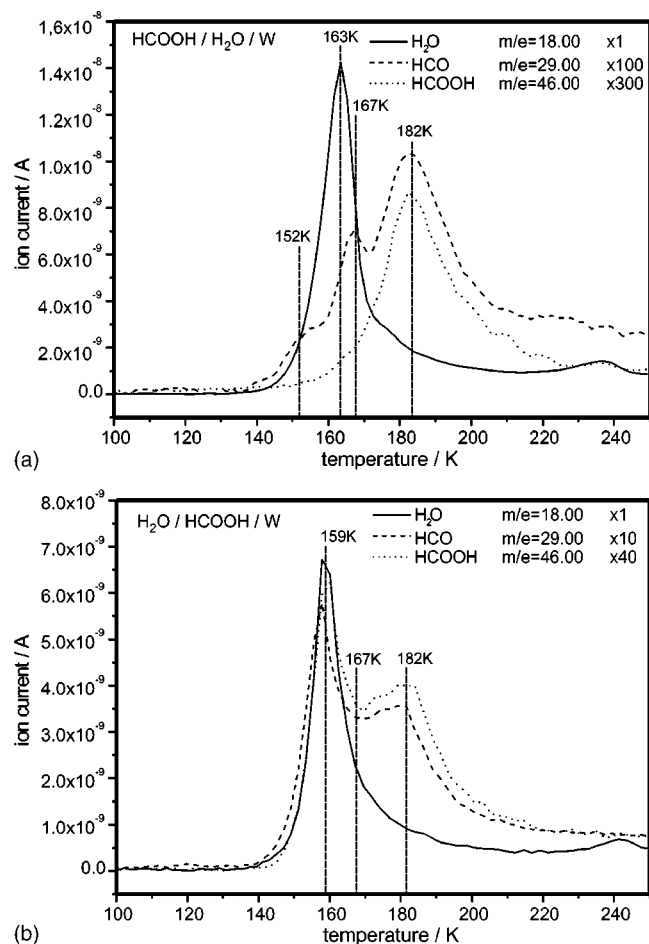 HCOOH / H₂O / W
163K
H₂O m/e=18.00 x1
HCO m/e=29.00 x100
HCOOH m/e=46.00 x300
167K
182K
152K
1.6x10⁻⁸
1.4x10⁻⁸
1.2x10⁻⁸
1.0x10⁻⁸
8.0x10⁻⁹
6.0x10⁻⁹
4.0x10⁻⁹
2.0x10⁻⁹
0.0
ion current / A
100 120 140 160 180 200 220 240
temperature / K
(a)
H₂O / HCOOH / W
159K
H₂O m/e=18.00 x1
HCO m/e=29.00 x10
HCOOH m/e=46.00 x40
167K
182K
8.0x10⁻⁹
7.0x10⁻⁹
6.0x10⁻⁹
5.0x10⁻⁹
4.0x10⁻⁹
3.0x10⁻⁹
2.0x10⁻⁹
1.0x10⁻⁹
0.0
ion current / A
100 120 140 160 180 200 220 240
temperature / K
(b)